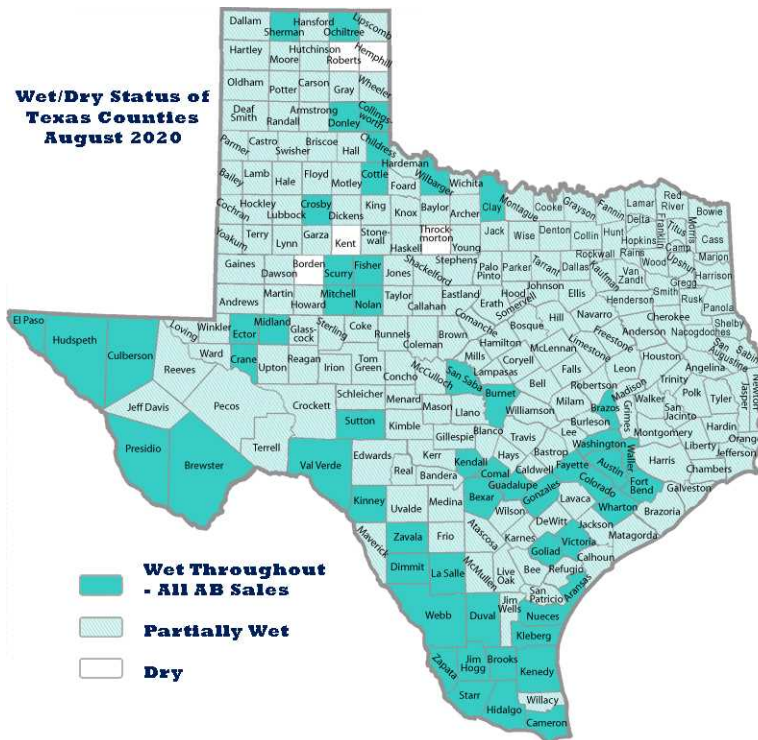 Wet/Dry Status of
Texas Counties
August 2020
Dallam Sherman Hansford Ochiltree Lipscomb
Hartley Moore Hutchinson Roberts Hemphill
Oldham Potter Carson Gray Wheeler
Deaf Smith Randall Armstrong Donley Collings-worth
Parmer Castro Swisher Briscoe Hall Childress
Bailey Lamb Hale Floyd Motley Cottle Hardeman Foard Wilbarger Wichita Clay Montague Cooke Grayson Fannin Lamar Red River
Cochran Hockley Lubbock Crosby Dickens King Knox Baylor Archer Jack Wise Denton Collin Hunt Delta Hopkins Franklin Titus Camp Morris Bowie Cass Marion
Yoakum Terry Lynn Garza Kent Stone-wall Haskell Throck-morton Young
Gaines Dawson Borden Scurry Fisher Jones Shackelford Stephens Palo Pinto Parker Tarrant Dallas Rockwall Kaufman Rains Van Zandt Wood Upshur Gregg Harrison
Andrews Martin Howard Mitchell Nolan Taylor Callahan Eastland Erath Hood Somervell Johnson Ellis Henderson Smith Rusk Panola
El Paso Hudspeth Culberson Loving Winkler Ector Midland Glass-cock Sterling Coke Runnels Coleman Brown Comanche Hamilton Bosque Hill Navarro Freestone Anderson Cherokee Nacogdoches Shelby San Augustine Sabine
Reeves Ward Crane Upton Reagan Irion Tom Green Concho McCulloch San Saba Mills Lampasas Coryell McLennan Limestone Falls Leon Houston Angelina
Jeff Davis Pecos Crockett Schleicher Menard Mason Llano Burnet Bell Williamson Milam Robertson Brazos Madison Grimes Walker Trinity Polk San Jacinto Tyler Jasper Newton
Presidio Brewster Terrell Sutton Kimble Gillespie Blanco Travis Hays Bastrop Lee Burleson Washington Waller Montgomery Liberty Hardin Orange Jefferson
Val Verde Edwards Real Kerr Bandera Kendall Comal Caldwell Guadalupe Fayette Austin Colorado Fort Bend Harris Chambers Galveston
Kinney Uvalde Medina Bexar Wilson Gonzales Lavaca Wharton Brazoria
Maverick Zavala Frio Atascosa Karnes DeWitt Jackson Matagorda
Dimmit La Salle McMullen Live Oak Bee Goliad Victoria Refugio Calhoun Aransas
Webb Duval Jim Wells San Patricio Nueces Kleberg
Zapata Jim Hogg Brooks Kenedy
Starr Hidalgo Willacy Cameron
Wet Throughout
- All AB Sales
Partially Wet
Dry